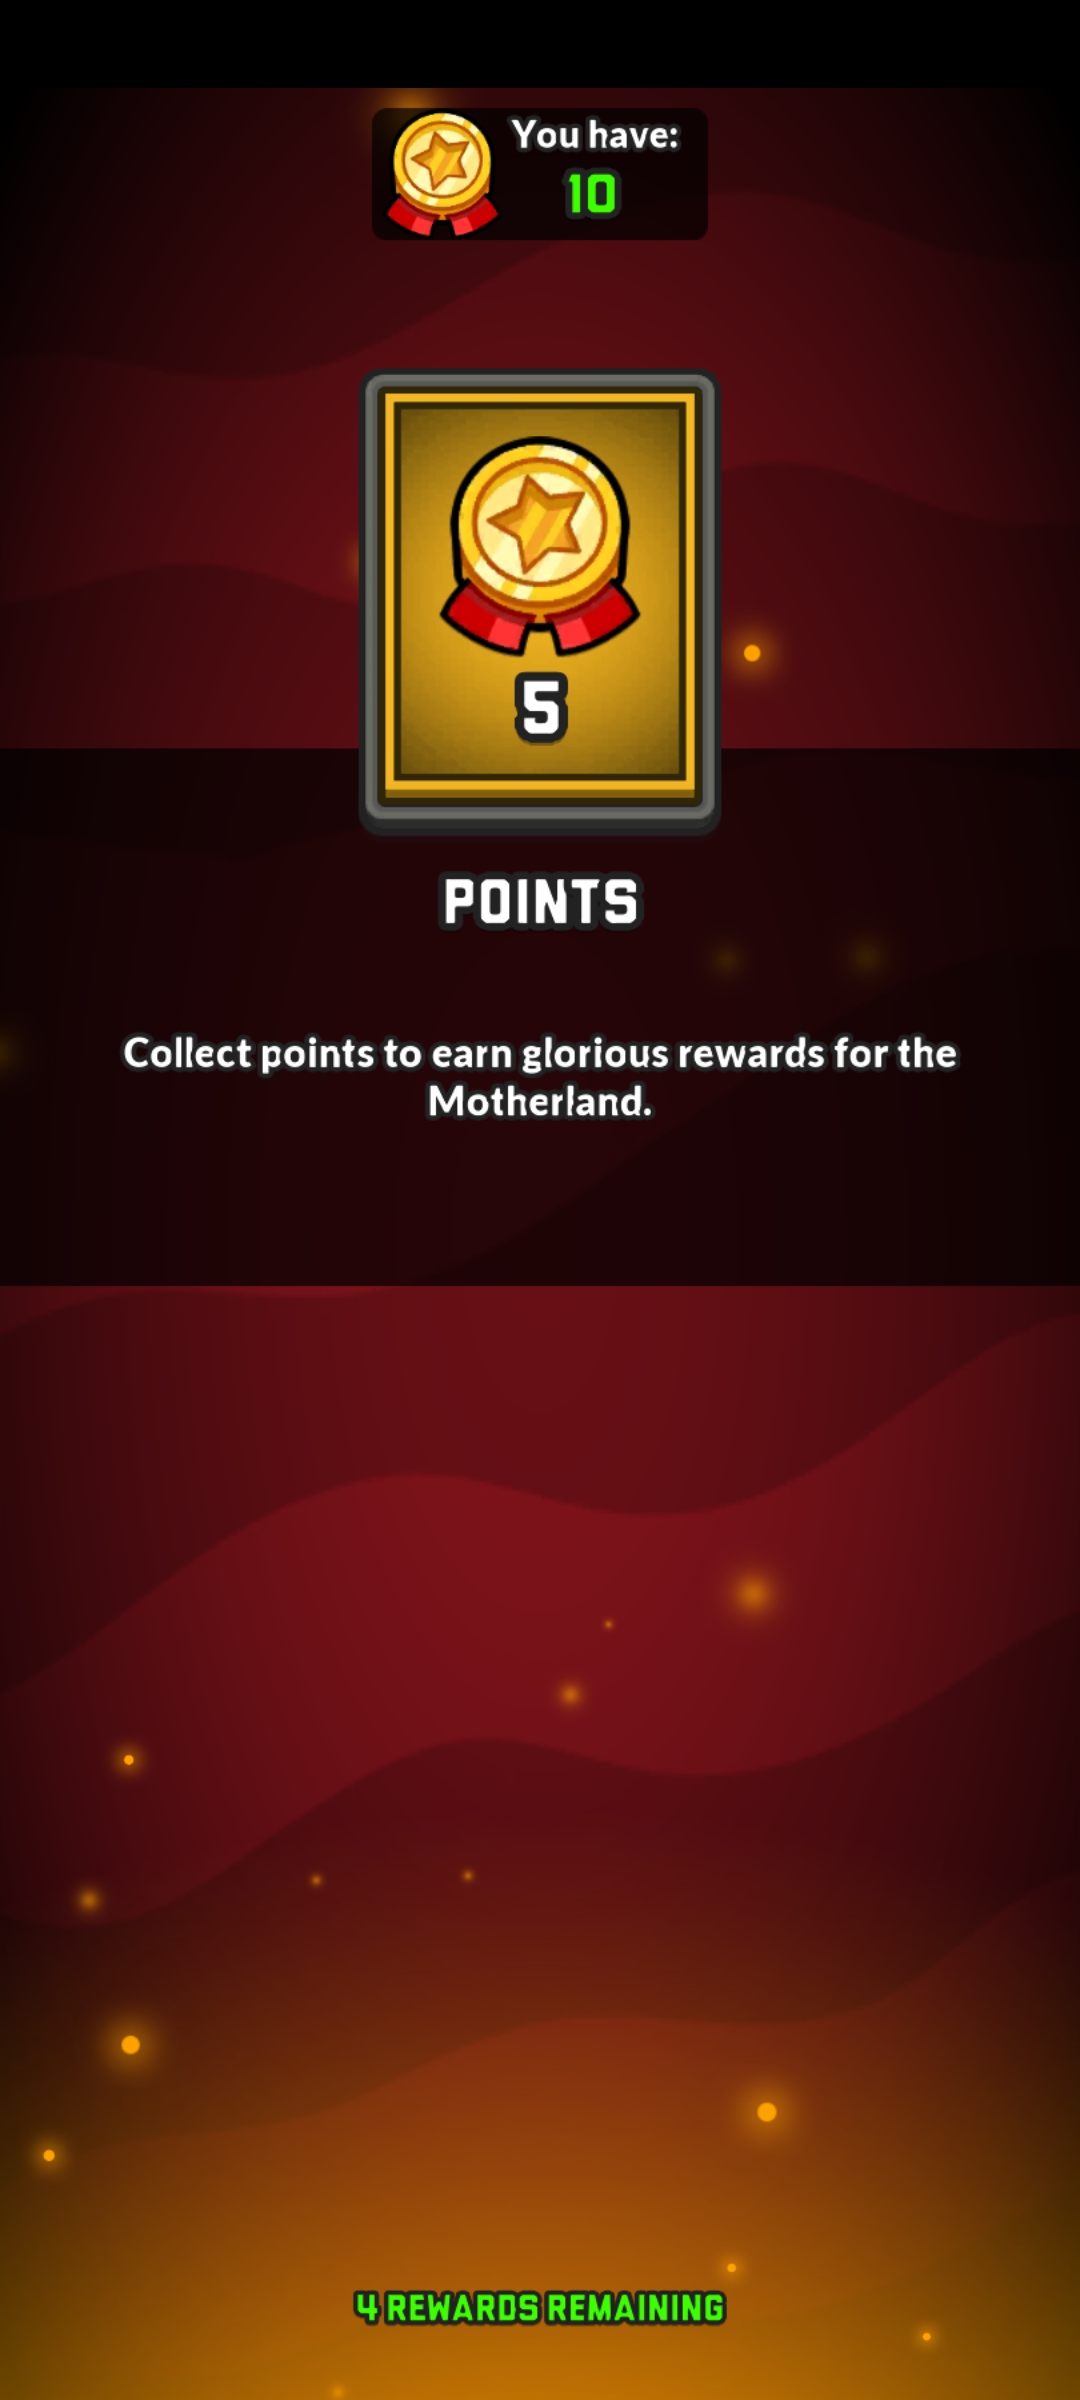 You have:
10
5
POINTS
Collect points to earn glorious rewards for the
Motherland.
4 REWARDS REMAINING